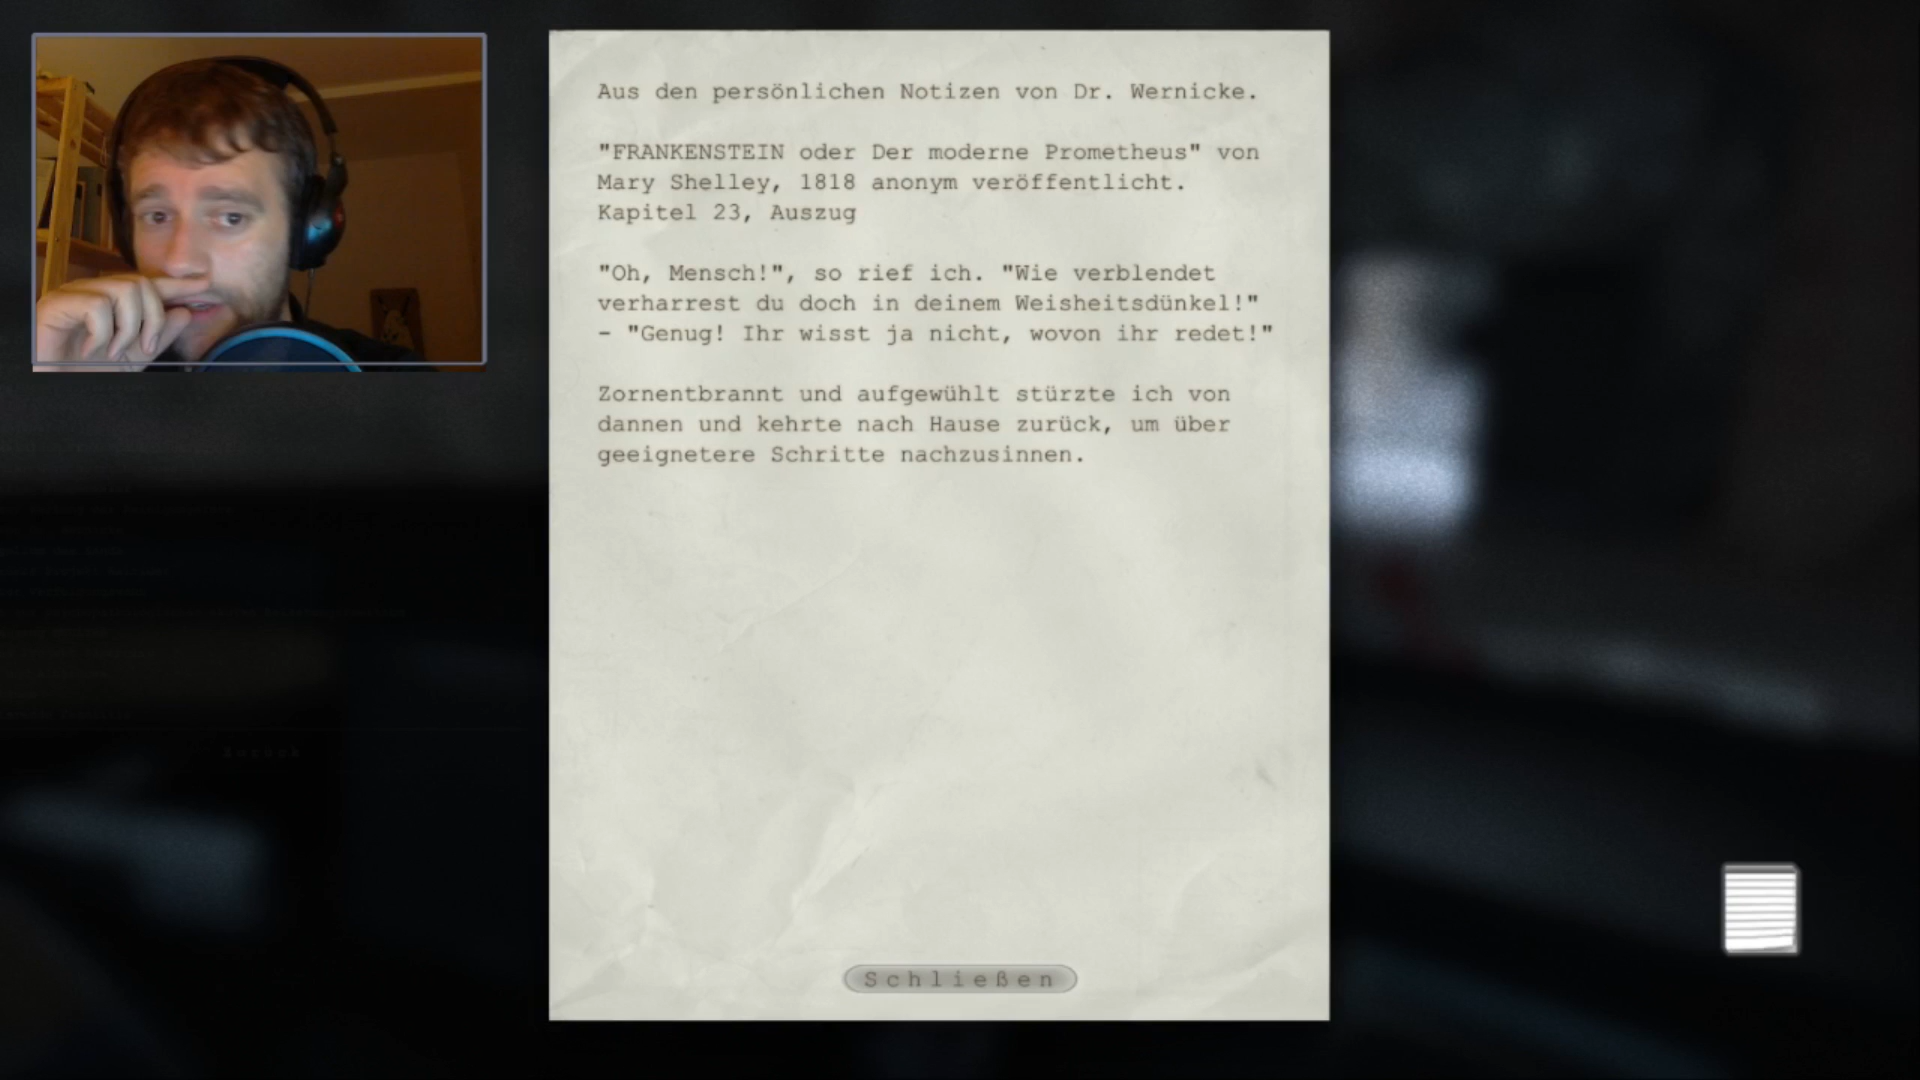 Aus den persönlichen Notizen von Dr. Wernicke.
"FRANKENSTEIN oder Der moderne Prometheus" von
Mary Shelley, 1818 anonym veröffentlicht.
Kapitel 23, Auszug
"Oh, Mensch!", so rief ich. "Wie verblendet
verharrest du doch in deinem Weisheitsdünkel!"
– "Genug! Ihr wisst ja nicht, wovon ihr redet!"
Zornentbrannt und aufgewühlt stürzte ich von
dannen und kehrte nach Hause zurück, um über
geeignetere Schritte nachzusinnen.
Zurück
Schließen